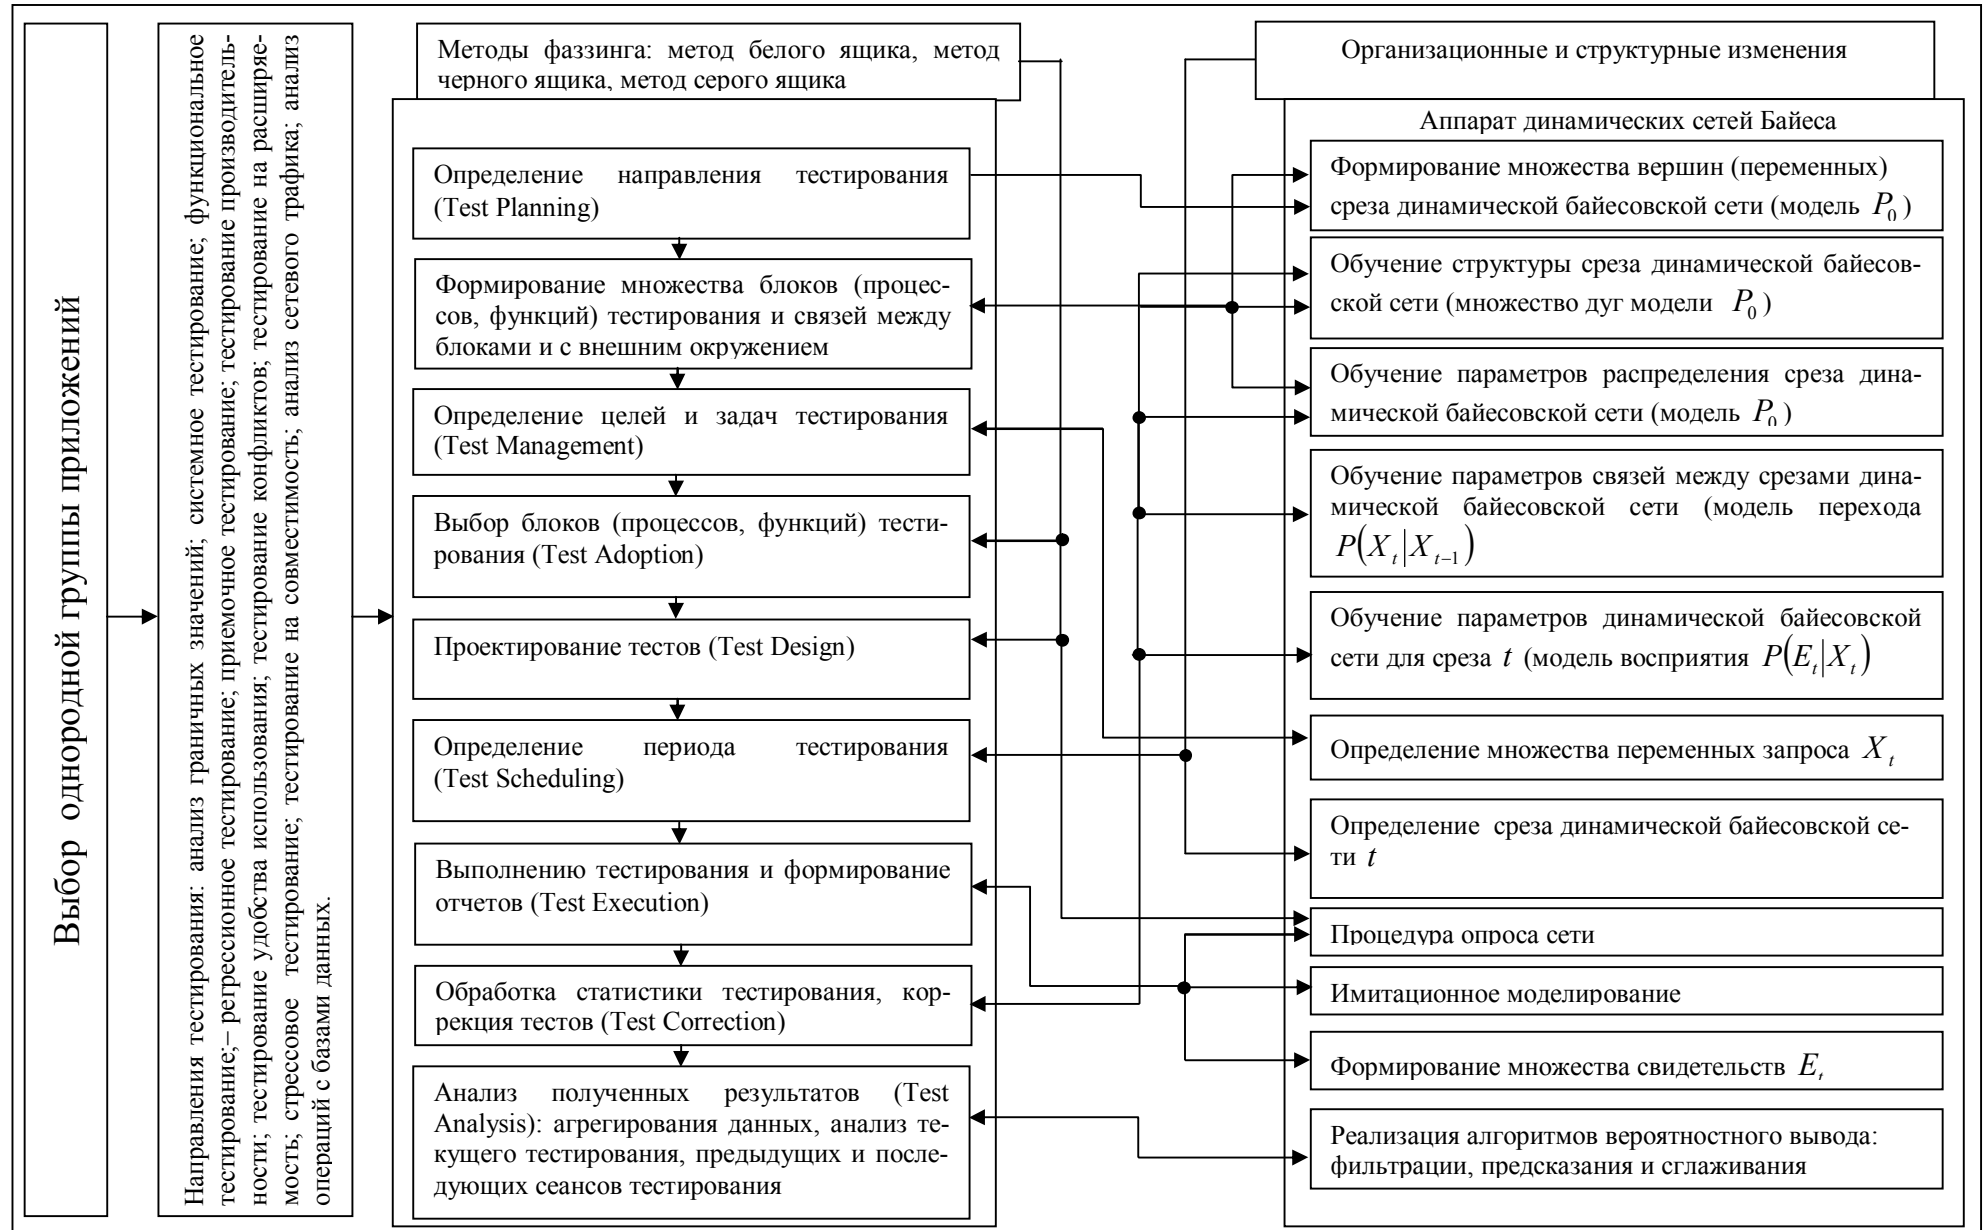 Выбор однородной группы приложений
Направления тестирования: анализ граничных значений; системное тестирование; функциональное
тестирование;– регрессионное тестирование; приемочное тестирование; тестирование производитель-
ности; тестирование удобства использования; тестирование конфликтов; тестирование на расширяе-
мость; стрессовое тестирование; тестирование на совместимость; анализ сетевого трафика; анализ
операций с базами данных.
Методы фаззинга: метод белого ящика, метод
черного ящика, метод серого ящика
Определение направления тестирования
(Test Planning)
Формирование множества блоков (процес-
сов, функций) тестирования и связей между
блоками и с внешним окружением
Определение целей и задач тестирования
(Test Management)
Выбор блоков (процессов, функций) тести-
рования (Test Adoption)
Проектирование тестов (Test Design)
Определение периода тестирования
(Test Scheduling)
Выполнению тестирования и формирование
отчетов (Test Execution)
Обработка статистики тестирования, кор-
рекция тестов (Test Correction)
Анализ полученных результатов (Test
Analysis): агрегирования данных, анализ те-
кущего тестирования, предыдущих и после-
дующих сеансов тестирования
Организационные и структурные изменения
Аппарат динамических сетей Байеса
Формирование множества вершин (переменных)
среза динамической байесовской сети (модель P₀)
Обучение структуры среза динамической байесов-
ской сети (множество дуг модели P₀)
Обучение параметров распределения среза дина-
мической байесовской сети (модель P₀)
Обучение параметров связей между срезами дина-
мической байесовской сети (модель перехода
P(Xₜ|Xₜ₋₁)
Обучение параметров динамической байесовской
сети для среза t (модель восприятия P(Eₜ|Xₜ)
Определение множества переменных запроса Xₜ
Определение среза динамической байесовской се-
ти t
Процедура опроса сети
Имитационное моделирование
Формирование множества свидетельств Eₜ
Реализация алгоритмов вероятностного вывода:
фильтрации, предсказания и сглаживания